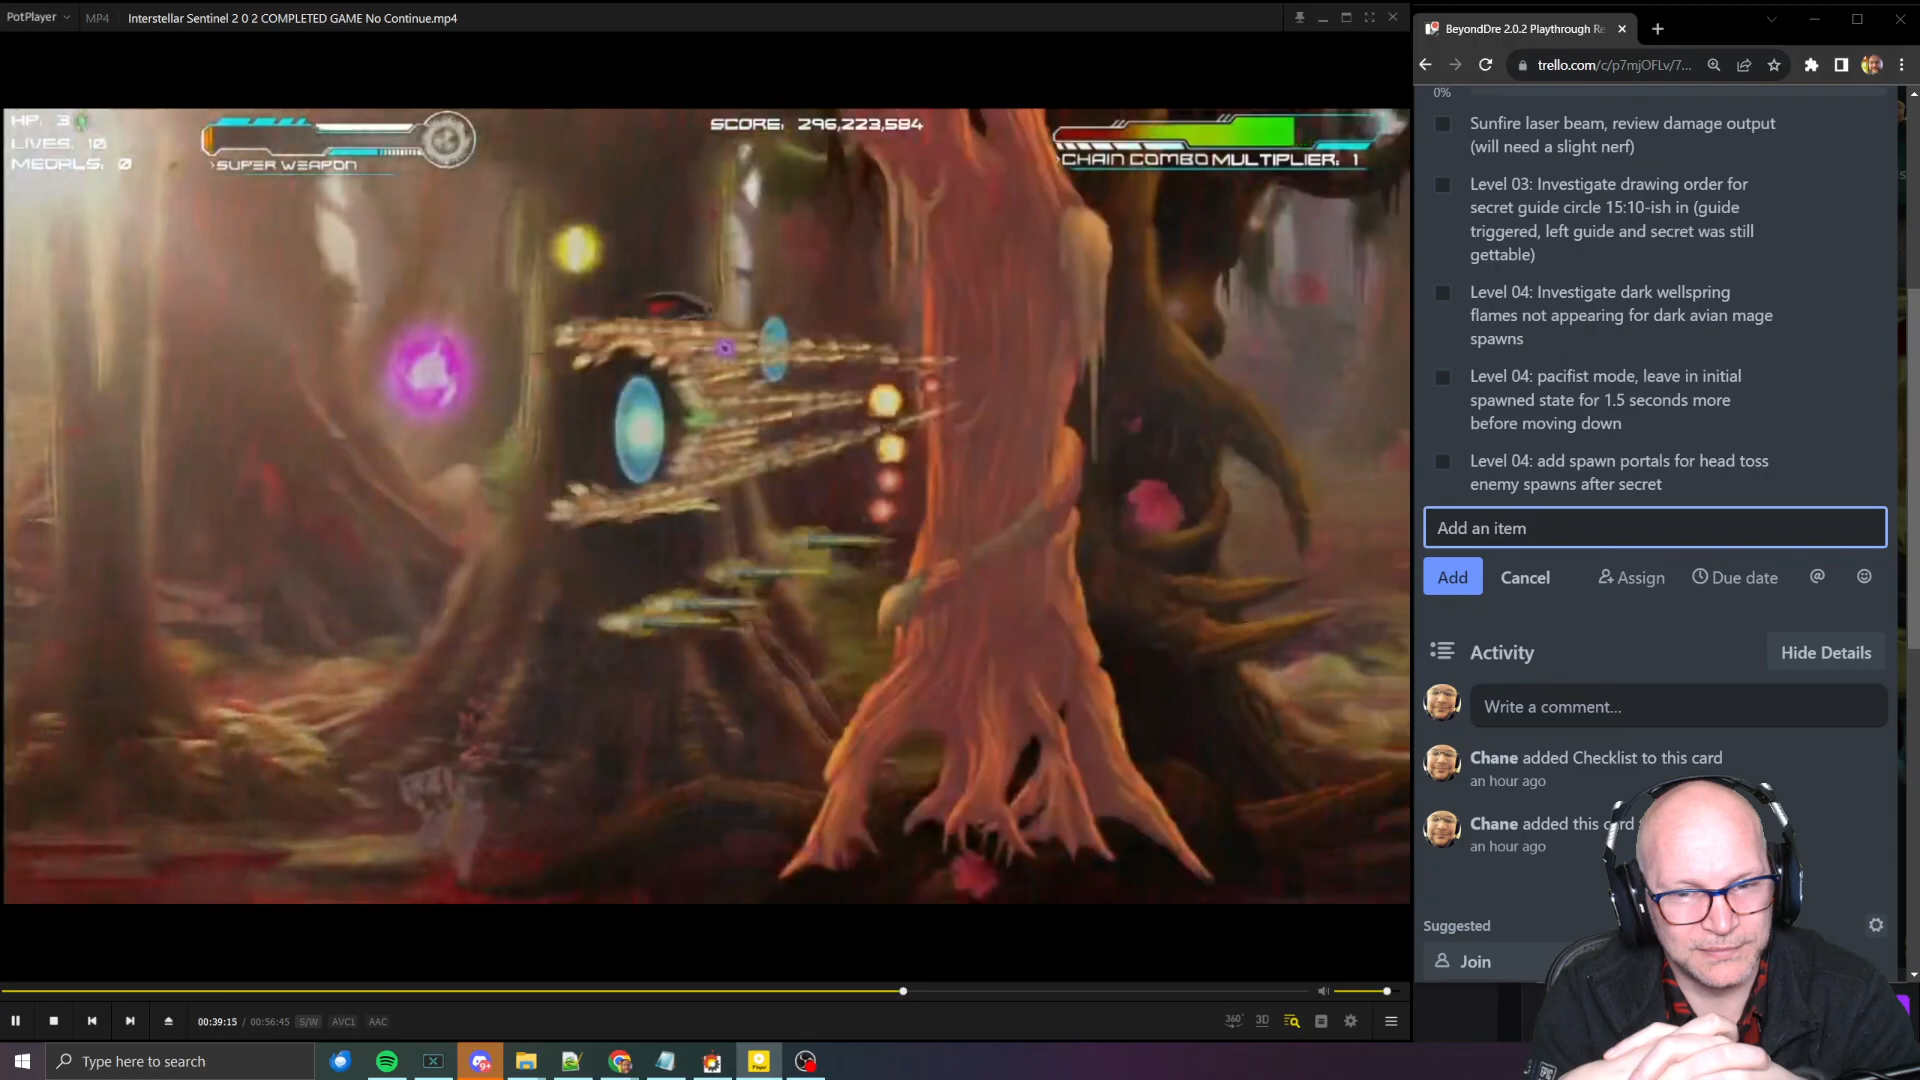 PotPlayer
MP4
Interstellar Sentinel 2 0 2 COMPLETED GAME No Continue.mp4
HP: 3
LIVES: 10
MEDALS: 0
SUPER WEAPON
SCORE: 296,223,584
CHAIN COMBO MULTIPLIER: 1
00:39:15 / 00:56:45 S/W AVC1 AAC
360° 3D
BeyondDre 2.0.2 Playthrough Re
trello.com/c/p7mjOFLv/7...
0%
Sunfire laser beam, review damage output
(will need a slight nerf)
Level 03: Investigate drawing order for
secret guide circle 15:10-ish in (guide
triggered, left guide and secret was still
gettable)
Level 04: Investigate dark wellspring
flames not appearing for dark avian mage
spawns
Level 04: pacifist mode, leave in initial
spawned state for 1.5 seconds more
before moving down
Level 04: add spawn portals for head toss
enemy spawns after secret
Add an item
Add Cancel Assign Due date @
Activity Hide Details
Write a comment...
Chane added Checklist to this card
an hour ago
Chane added this card
an hour ago
Suggested
Join
Type here to search
9+
Player
EPIC